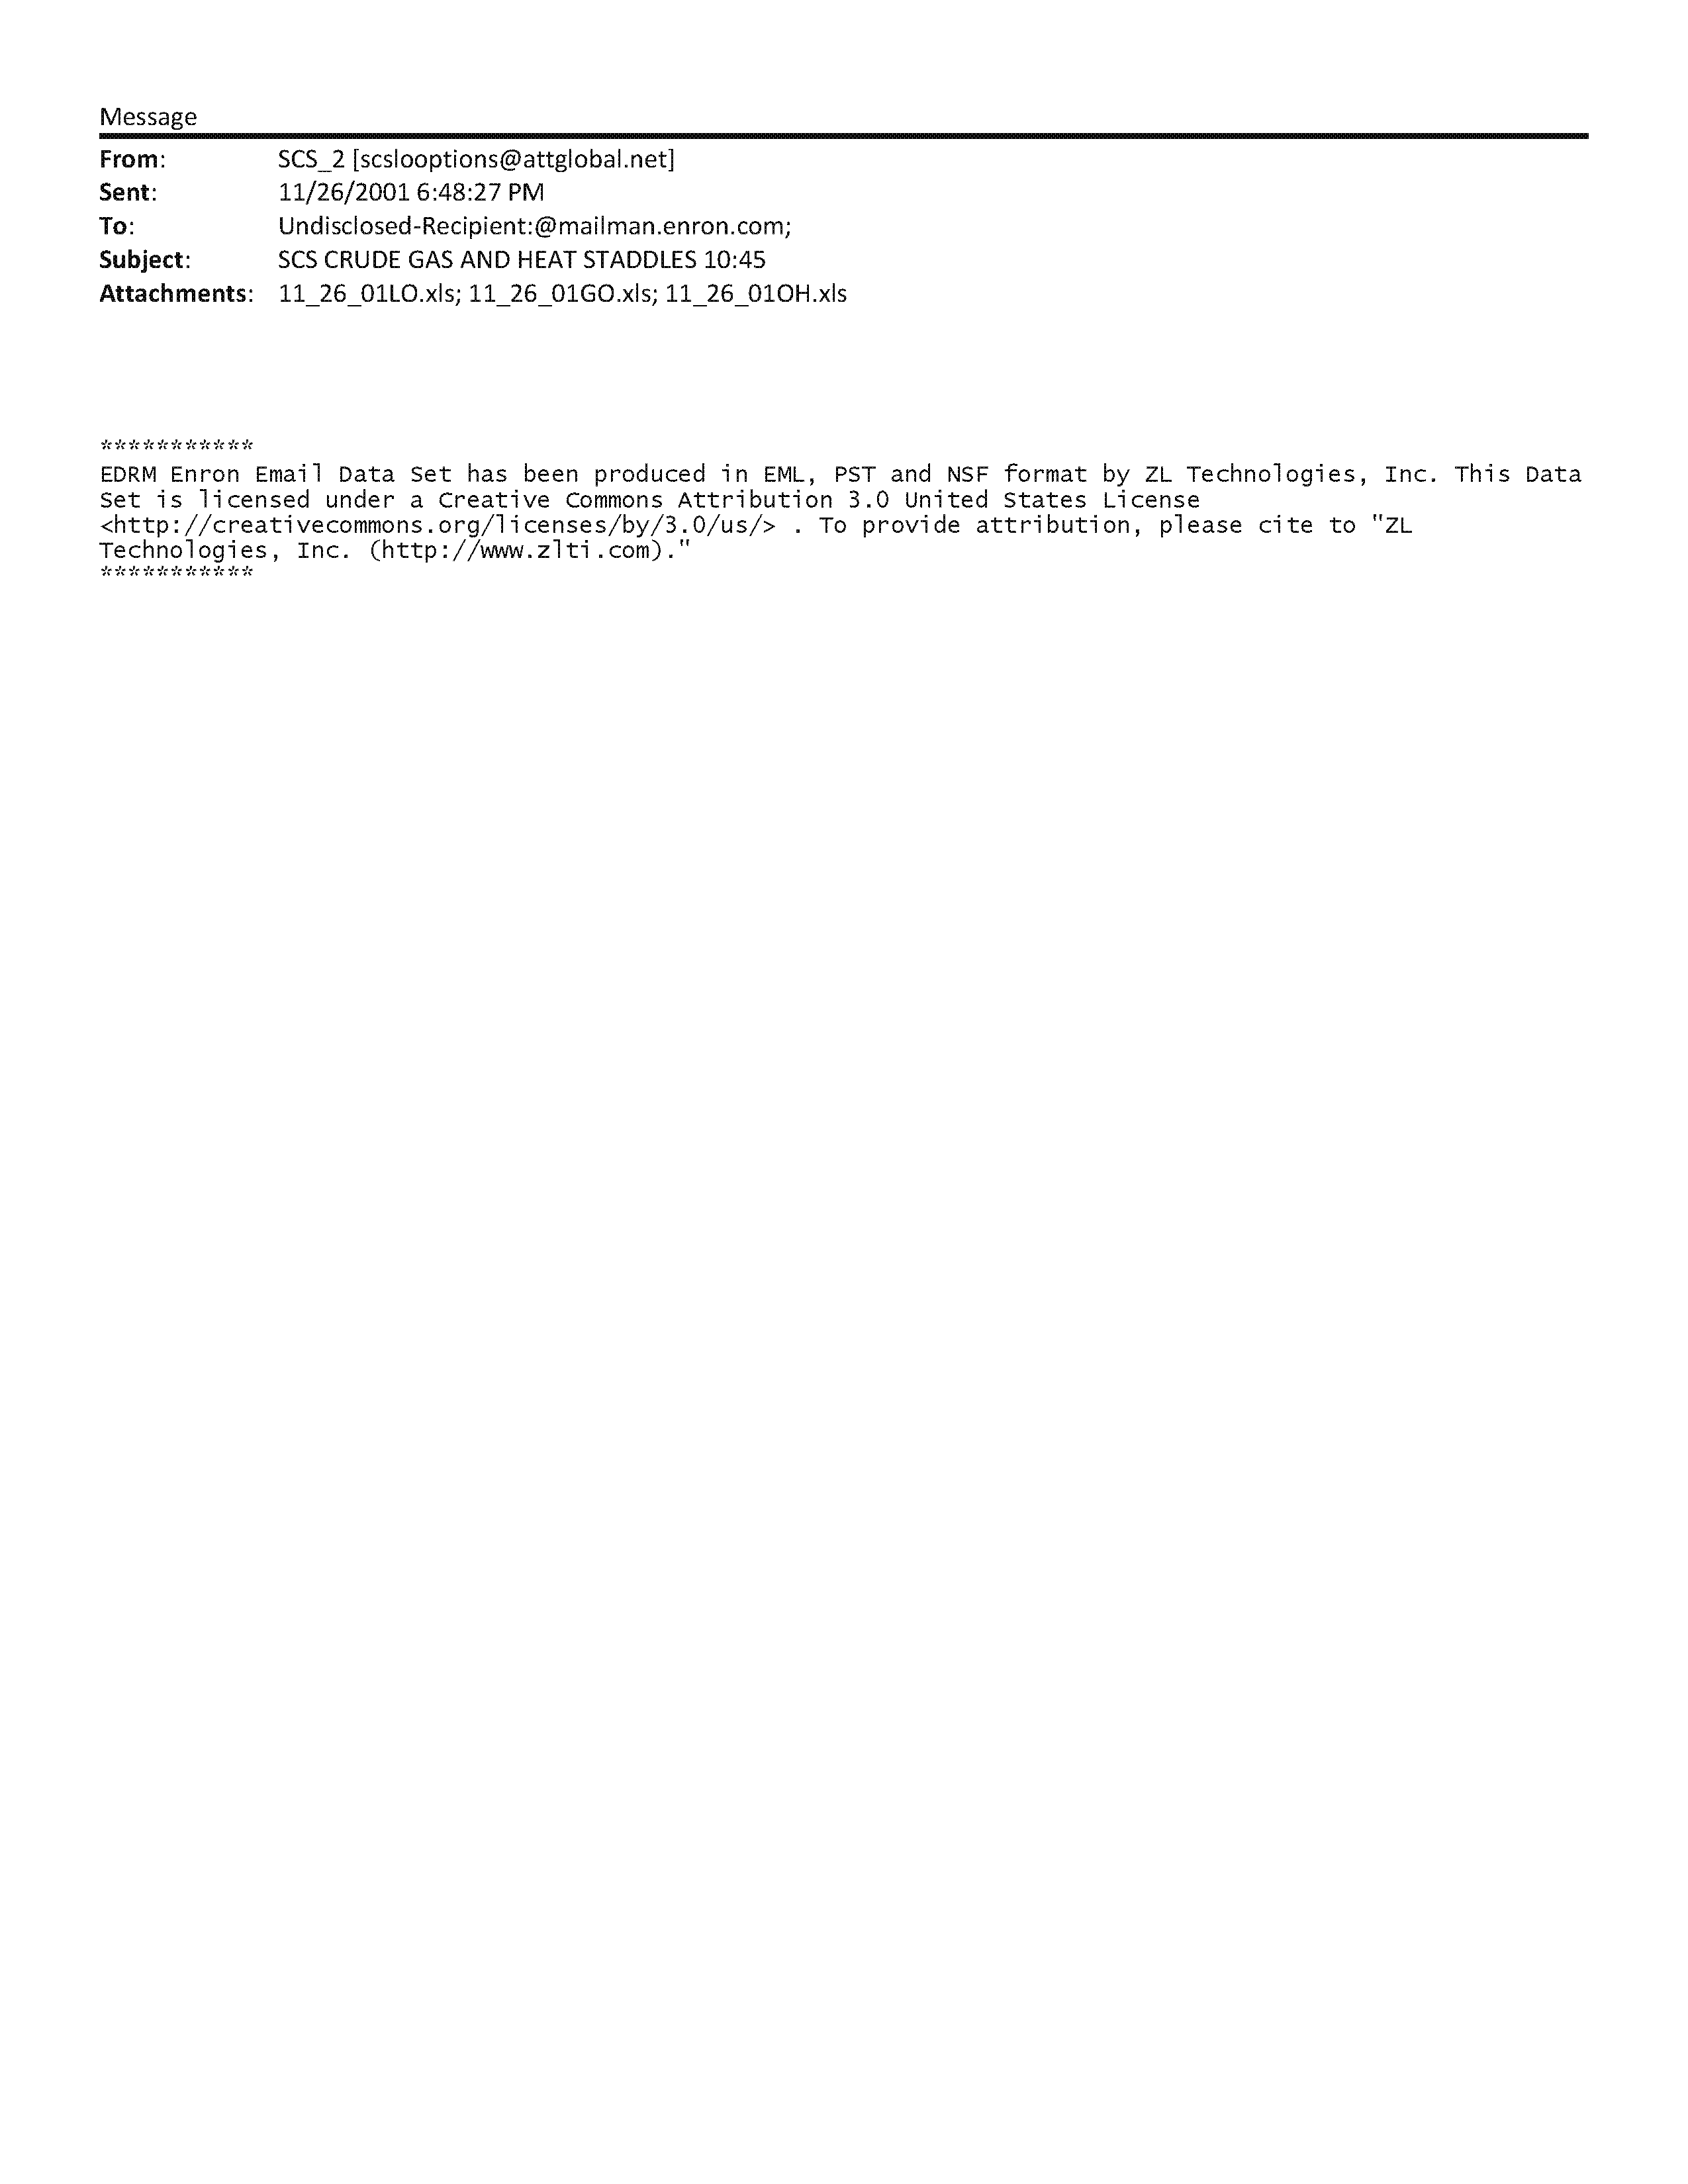 Message
From: SCS_2 [scslooptions@attglobal.net]
Sent: 11/26/2001 6:48:27 PM
To: Undisclosed-Recipient:@mailman.enron.com;
Subject: SCS CRUDE GAS AND HEAT STADDLES 10:45
Attachments: 11_26_01LO.xls; 11_26_01GO.xls; 11_26_01OH.xls
***********
EDRM Enron Email Data Set has been produced in EML, PST and NSF format by ZL Technologies, Inc. This Data
Set is licensed under a Creative Commons Attribution 3.0 United States License
<http://creativecommons.org/licenses/by/3.0/us/> . To provide attribution, please cite to "ZL
Technologies, Inc. (http://www.zlti.com)."
***********